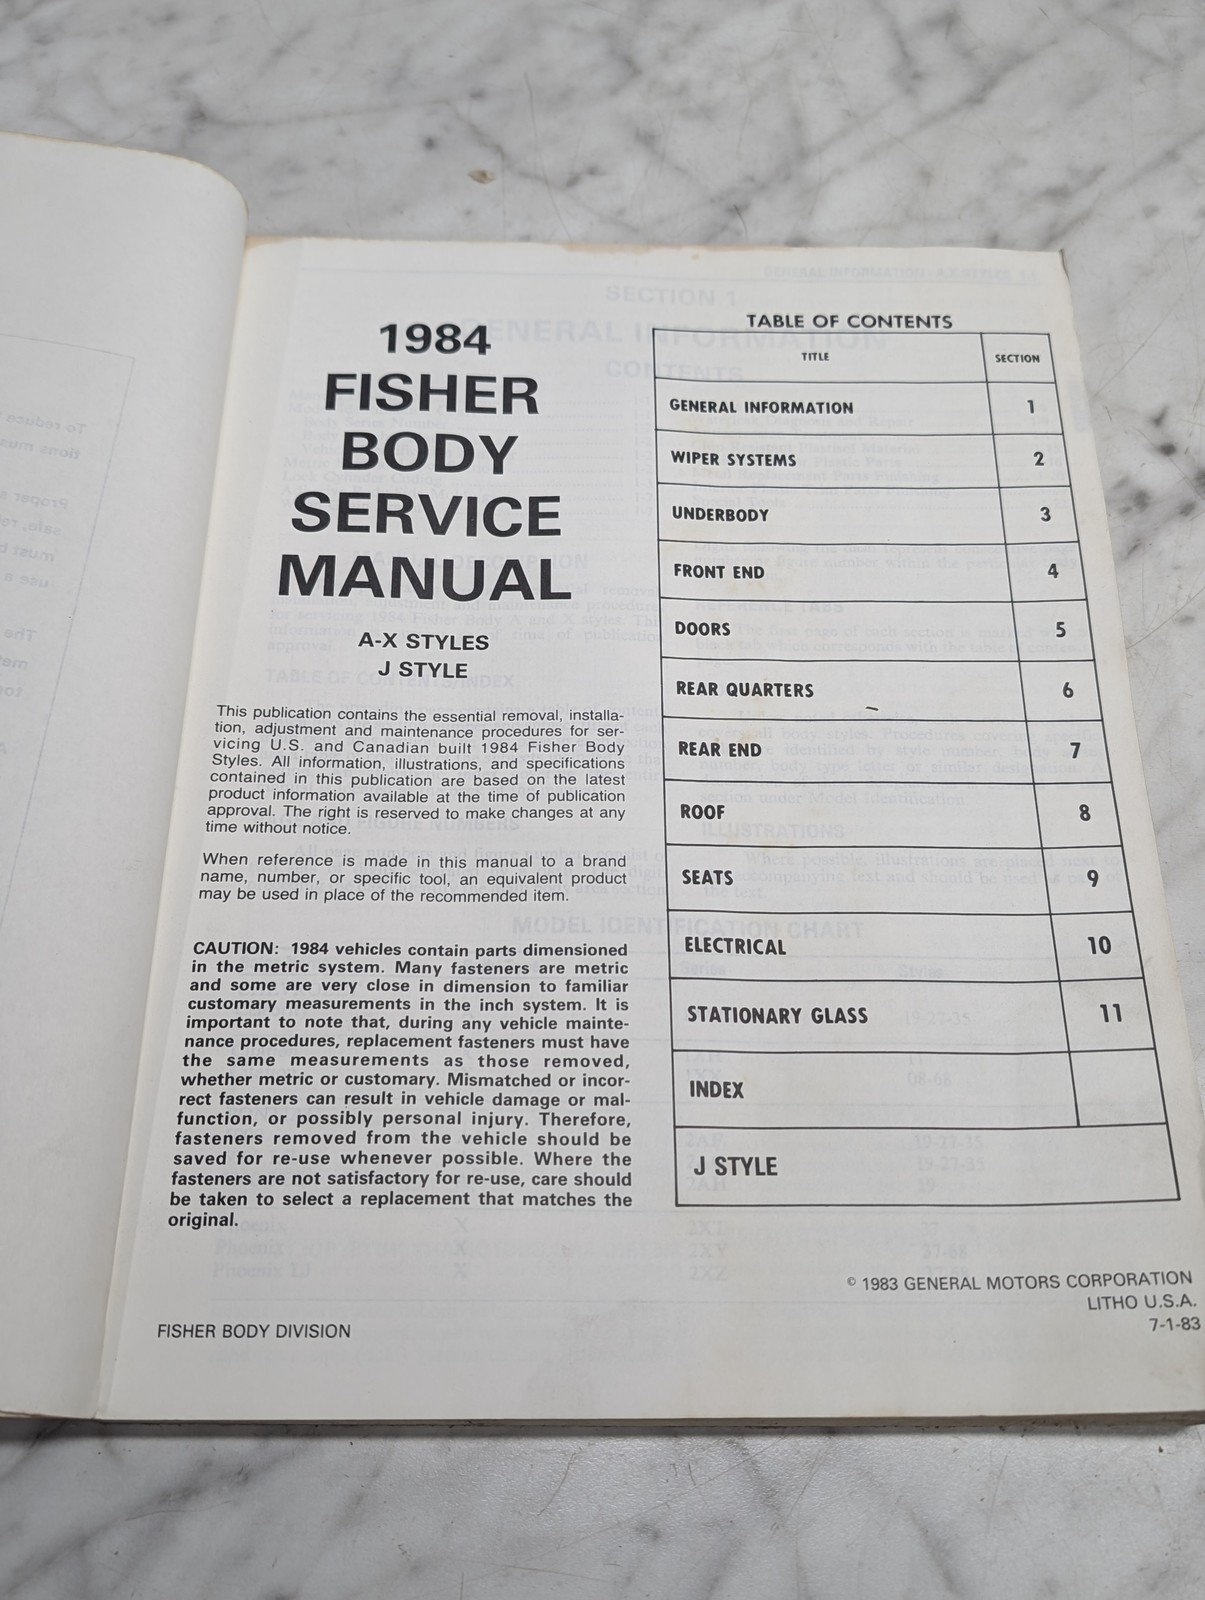 1984
FISHER
BODY
SERVICE
MANUAL
A-X STYLES
J STYLE
This publication contains the essential removal, installa-
tion, adjustment and maintenance procedures for ser-
vicing U.S. and Canadian built 1984 Fisher Body
Styles. All information, illustrations, and specifications
contained in this publication are based on the latest
product information available at the time of publication
approval. The right is reserved to make changes at any
time without notice.
When reference is made in this manual to a brand
name, number, or specific tool, an equivalent product
may be used in place of the recommended item.
CAUTION: 1984 vehicles contain parts dimensioned
in the metric system. Many fasteners are metric
and some are very close in dimension to familiar
customary measurements in the inch system. It is
important to note that, during any vehicle mainte-
nance procedures, replacement fasteners must have
the same measurements as those removed,
whether metric or customary. Mismatched or incor-
rect fasteners can result in vehicle damage or mal-
function, or possibly personal injury. Therefore,
fasteners removed from the vehicle should be
saved for re-use whenever possible. Where the
fasteners are not satisfactory for re-use, care should
be taken to select a replacement that matches the
original.
FISHER BODY DIVISION
TABLE OF CONTENTS
TITLE SECTION
GENERAL INFORMATION 1
WIPER SYSTEMS 2
UNDERBODY 3
FRONT END 4
DOORS 5
REAR QUARTERS 6
REAR END 7
ROOF 8
SEATS 9
ELECTRICAL 10
STATIONARY GLASS 11
INDEX
J STYLE
© 1983 GENERAL MOTORS CORPORATION
LITHO U.S.A.
7-1-83